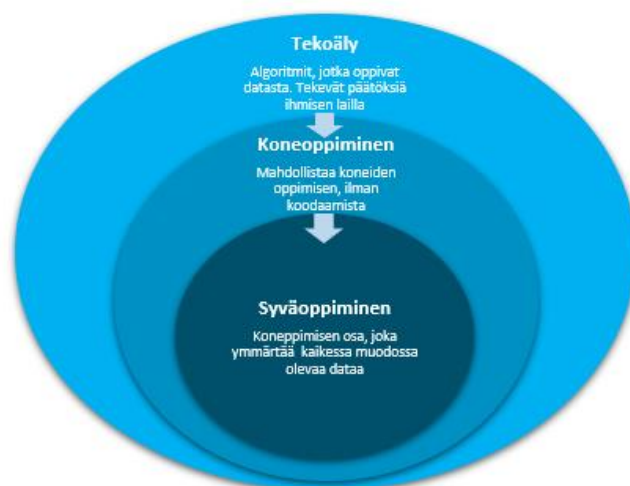 Tekoäly
Algoritmit, jotka oppivat
datasta. Tekevät päätöksiä
ihmisen lailla
Koneoppiminen
Mahdollistaa koneiden
oppimisen, ilman
koodaamista
Syväoppiminen
Koneppimisen osa, joka
ymmärtää kaikessa muodossa
olevaa dataa